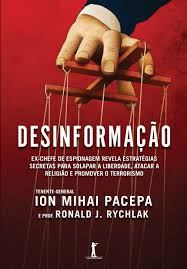 DESINFORMAÇÃO
EX-CHEFE DE ESPIONAGEM REVELA ESTRATÉGIAS
SECRETAS PARA SOLAPAR A LIBERDADE, ATACAR A
RELIGIÃO E PROMOVER O TERRORISMO
TENENTE-GENERAL
ION MIHAI PACEPA
E PROF. RONALD J. RYCHLAK